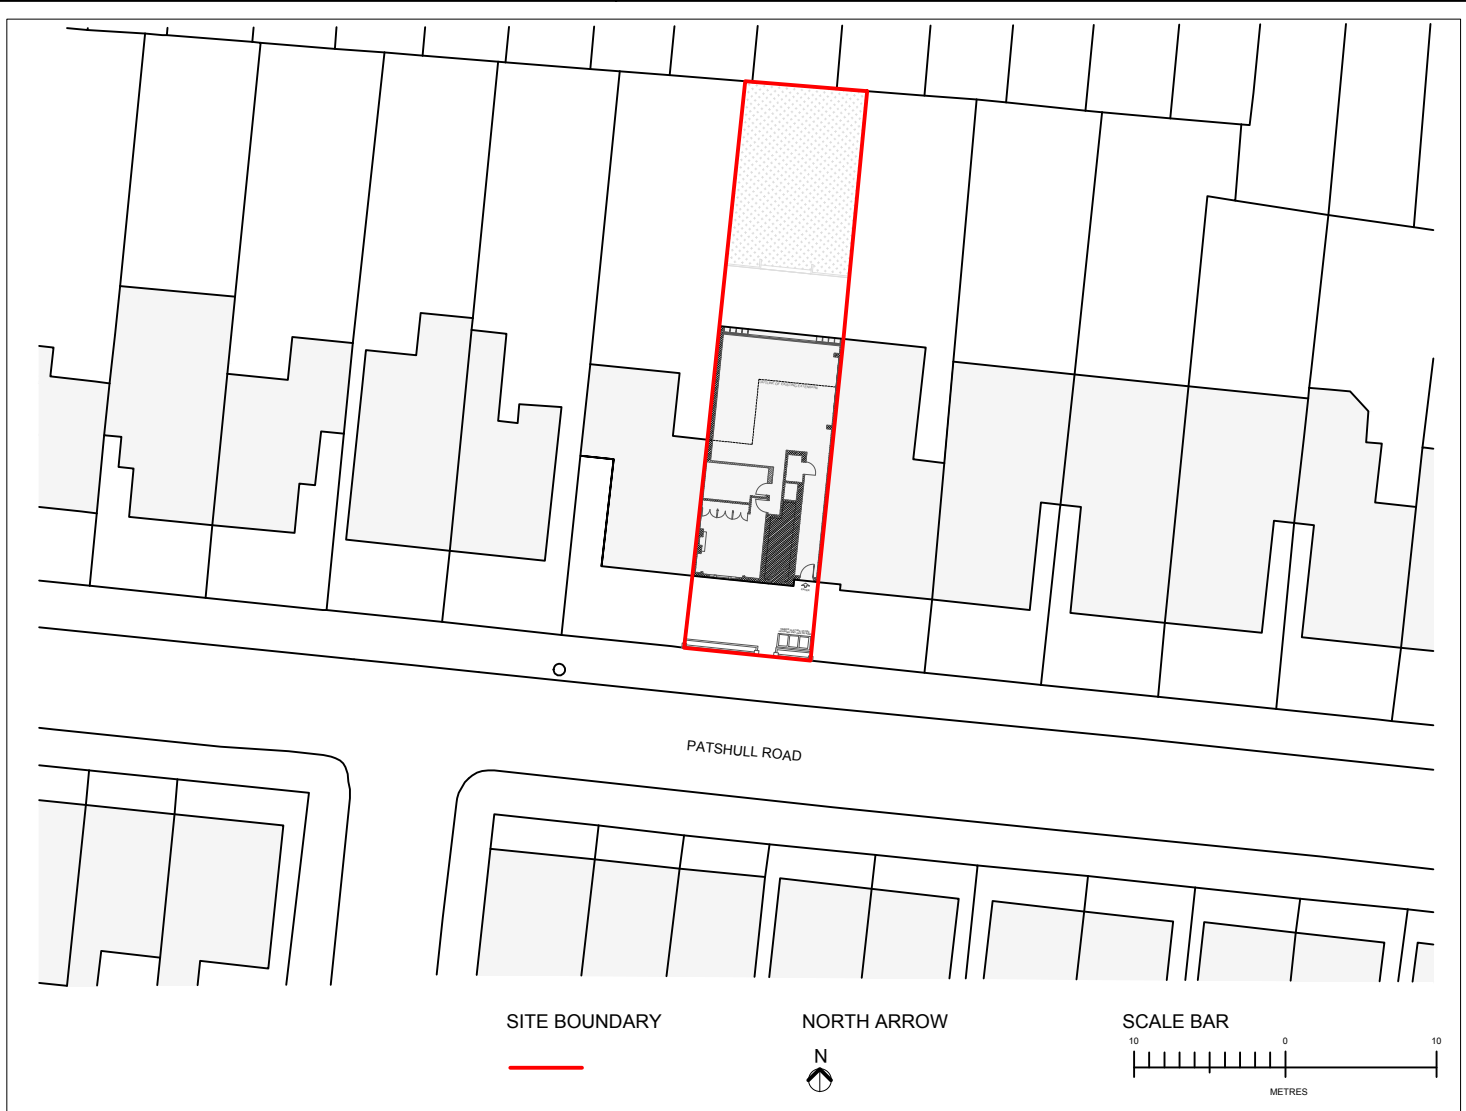 PATSHULL ROAD
SITE BOUNDARY
NORTH ARROW
SCALE BAR
N
10 0 10
METRES